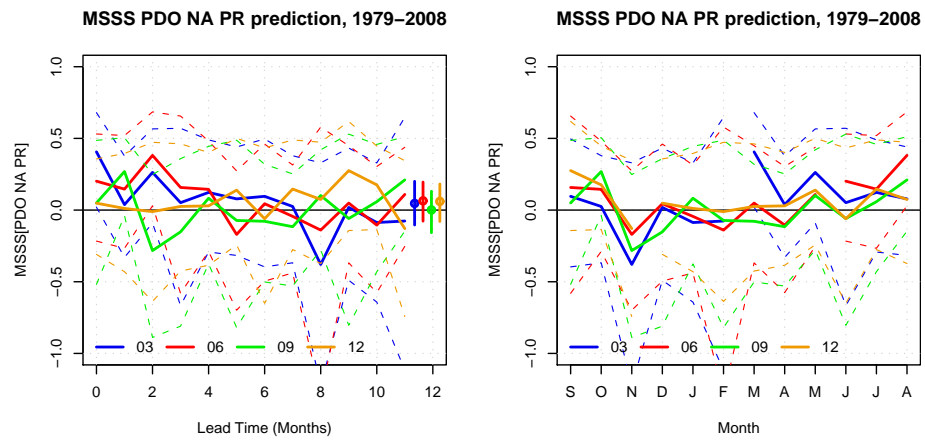 MSSS PDO NA PR prediction, 1979−2008
MSSS[PDO NA PR]
1.0
0.5
0.0
−0.5
−1.0
03 06 09 12
0 2 4 6 8 10 12
Lead Time (Months)
MSSS PDO NA PR prediction, 1979−2008
MSSS[PDO NA PR]
1.0
0.5
0.0
−0.5
−1.0
03 06 09 12
S O N D J F M A M J J A
Month